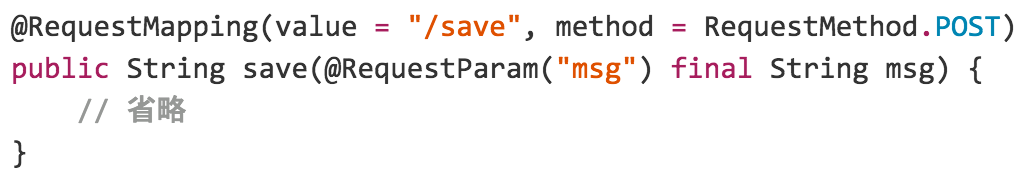 @RequestMapping(value = "/save", method = RequestMethod.POST)
public String save(@RequestParam("msg") final String msg) {
    // 省略
}